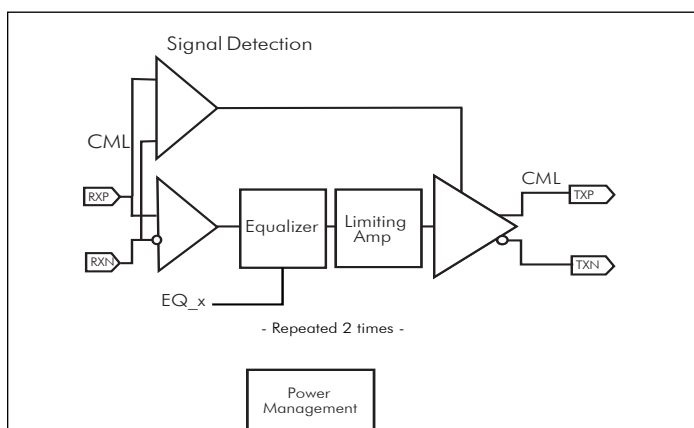 Signal Detection
CML
RXP
RXN
Equalizer
Limiting
Amp
CML
TXP
TXN
EQ_x
- Repeated 2 times -
Power
Management